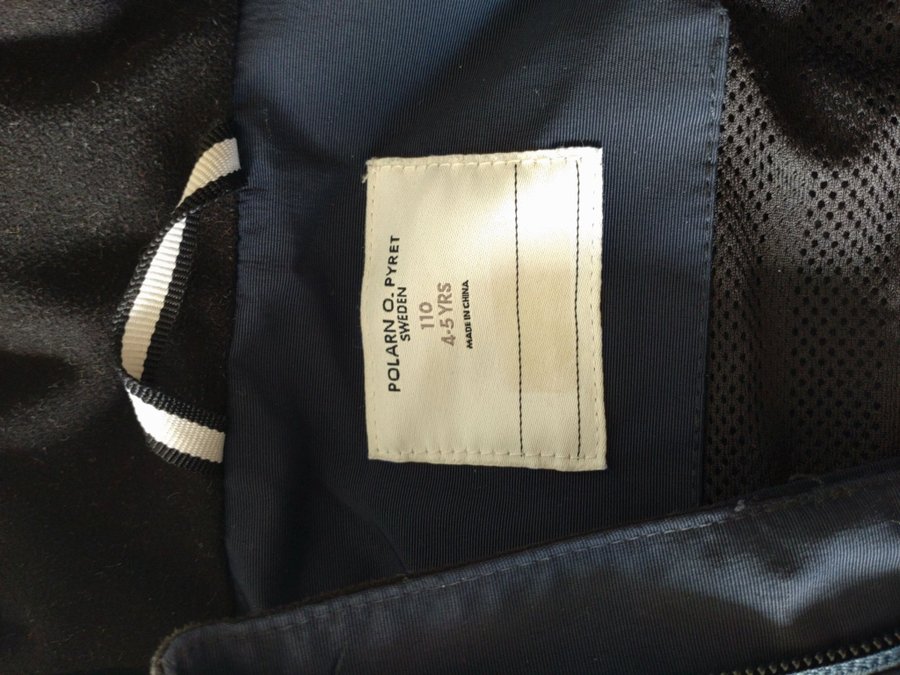 POLARN O. PYRET
SWEDEN
110
4-5 YRS
MADE IN CHINA